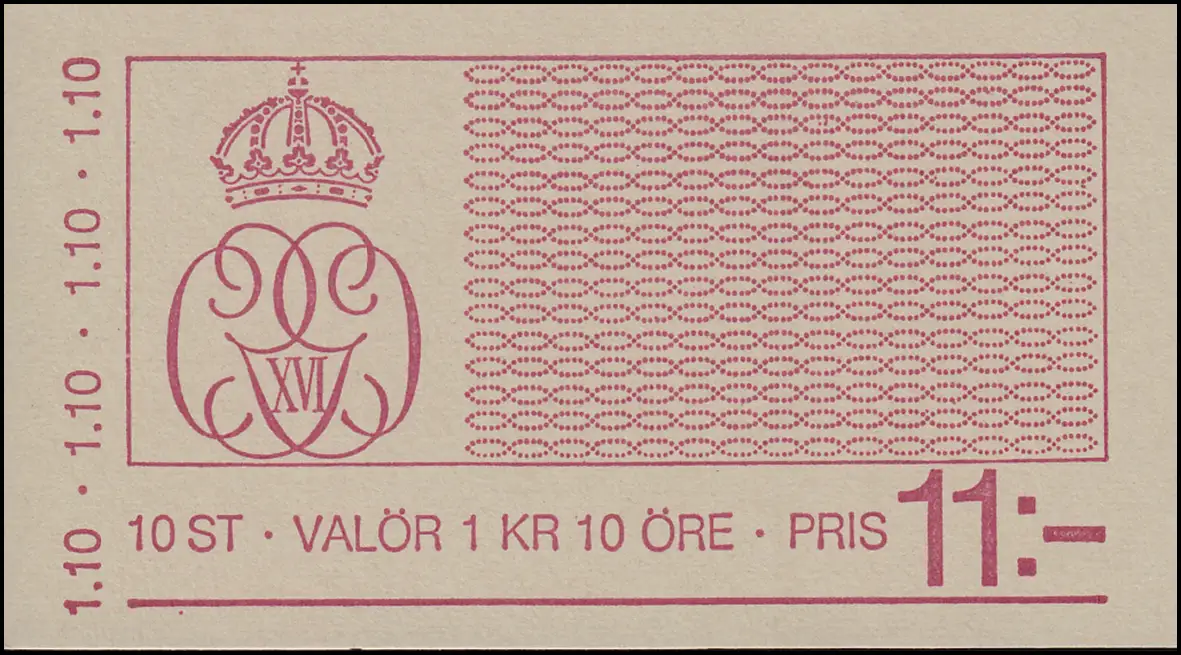 1.10 · 1.10 · 1.10 · 1.10
XVI
10 ST · VALÖR 1 KR 10 ÖRE · PRIS 11:–